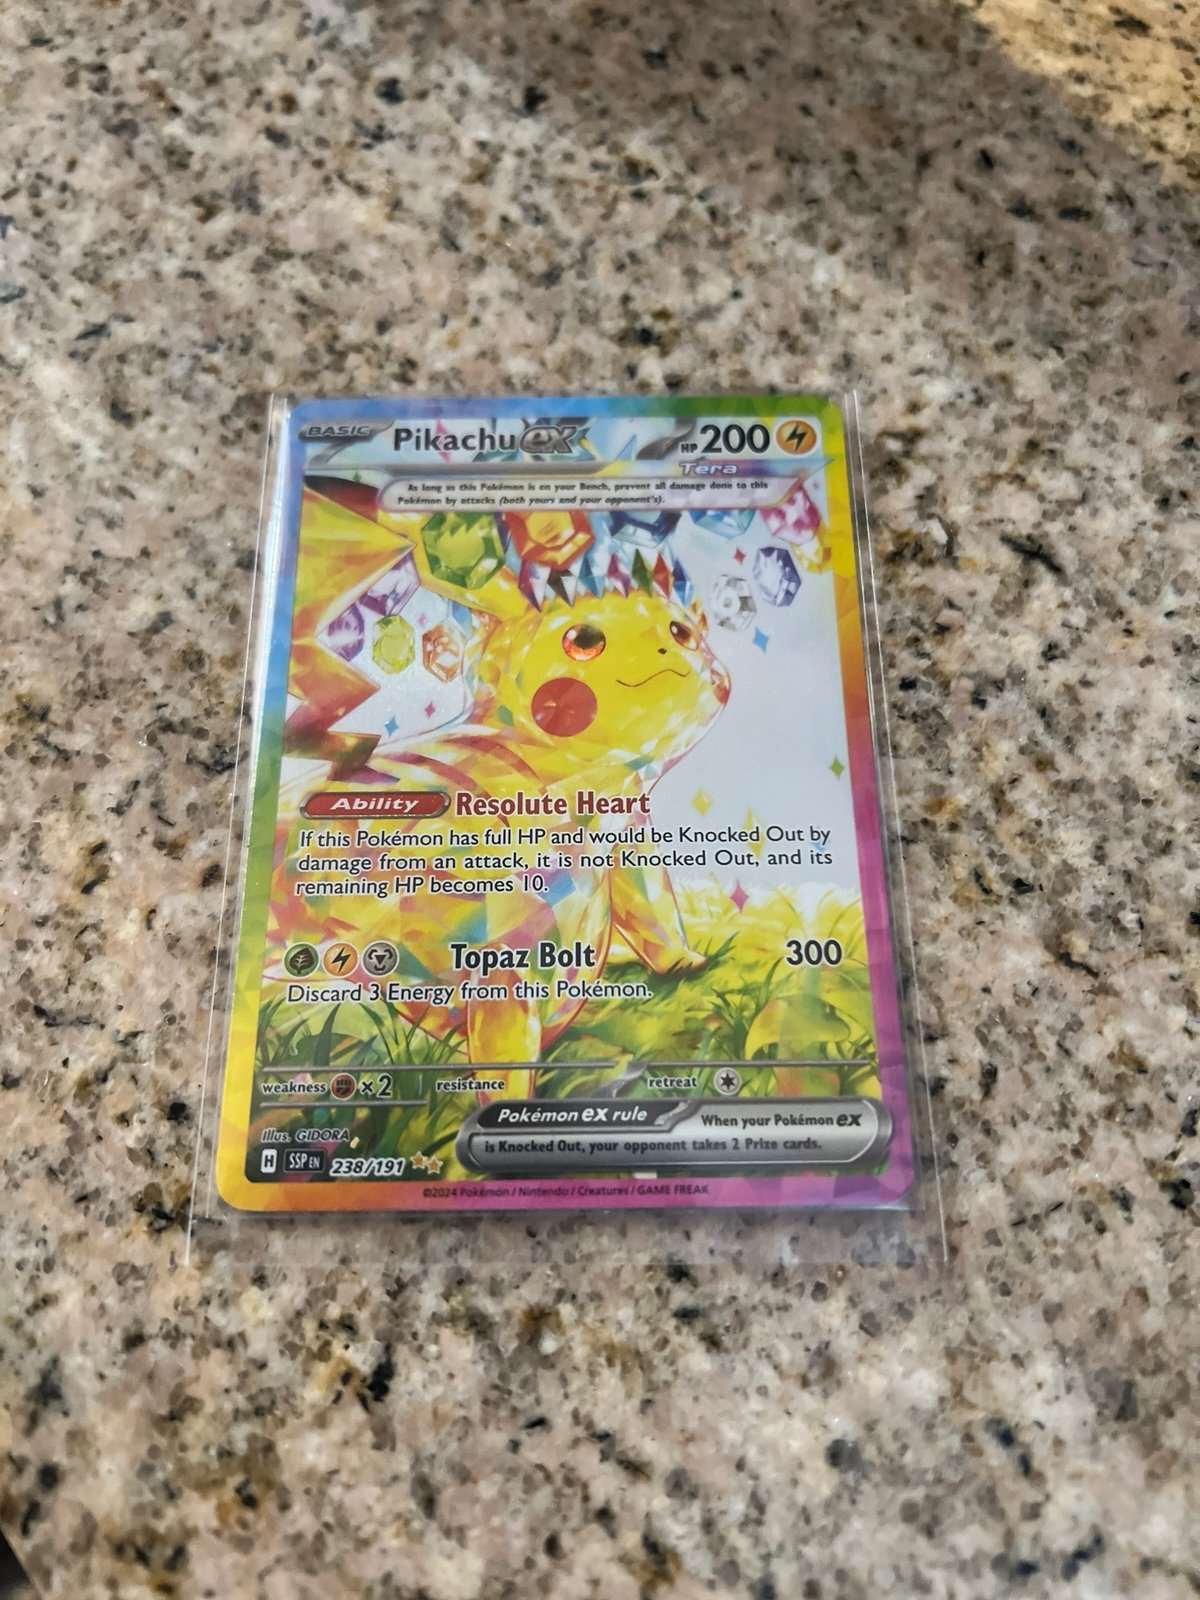 BASIC Pikachu ex HP 200
Tera
As long as this Pokémon is on your Bench, prevent all damage done to this
Pokémon by attacks (both yours and your opponent's).
Ability Resolute Heart
If this Pokémon has full HP and would be Knocked Out by
damage from an attack, it is not Knocked Out, and its
remaining HP becomes 10.
Topaz Bolt 300
Discard 3 Energy from this Pokémon.
weakness ×2 resistance retreat
Pokémon ex rule When your Pokémon ex
is Knocked Out, your opponent takes 2 Prize cards.
Illus. GIDORA
H SSP EN 238/191
©2024 Pokémon / Nintendo / Creatures / GAME FREAK